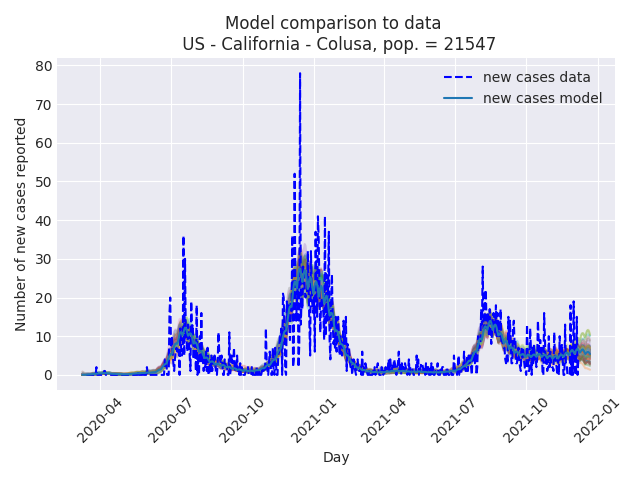 Model comparison to data
US - California - Colusa, pop. = 21547
new cases data
new cases model
Number of new cases reported
80
70
60
50
40
30
20
10
0
2020-04
2020-07
2020-10
2021-01
2021-04
2021-07
2021-10
2022-01
Day